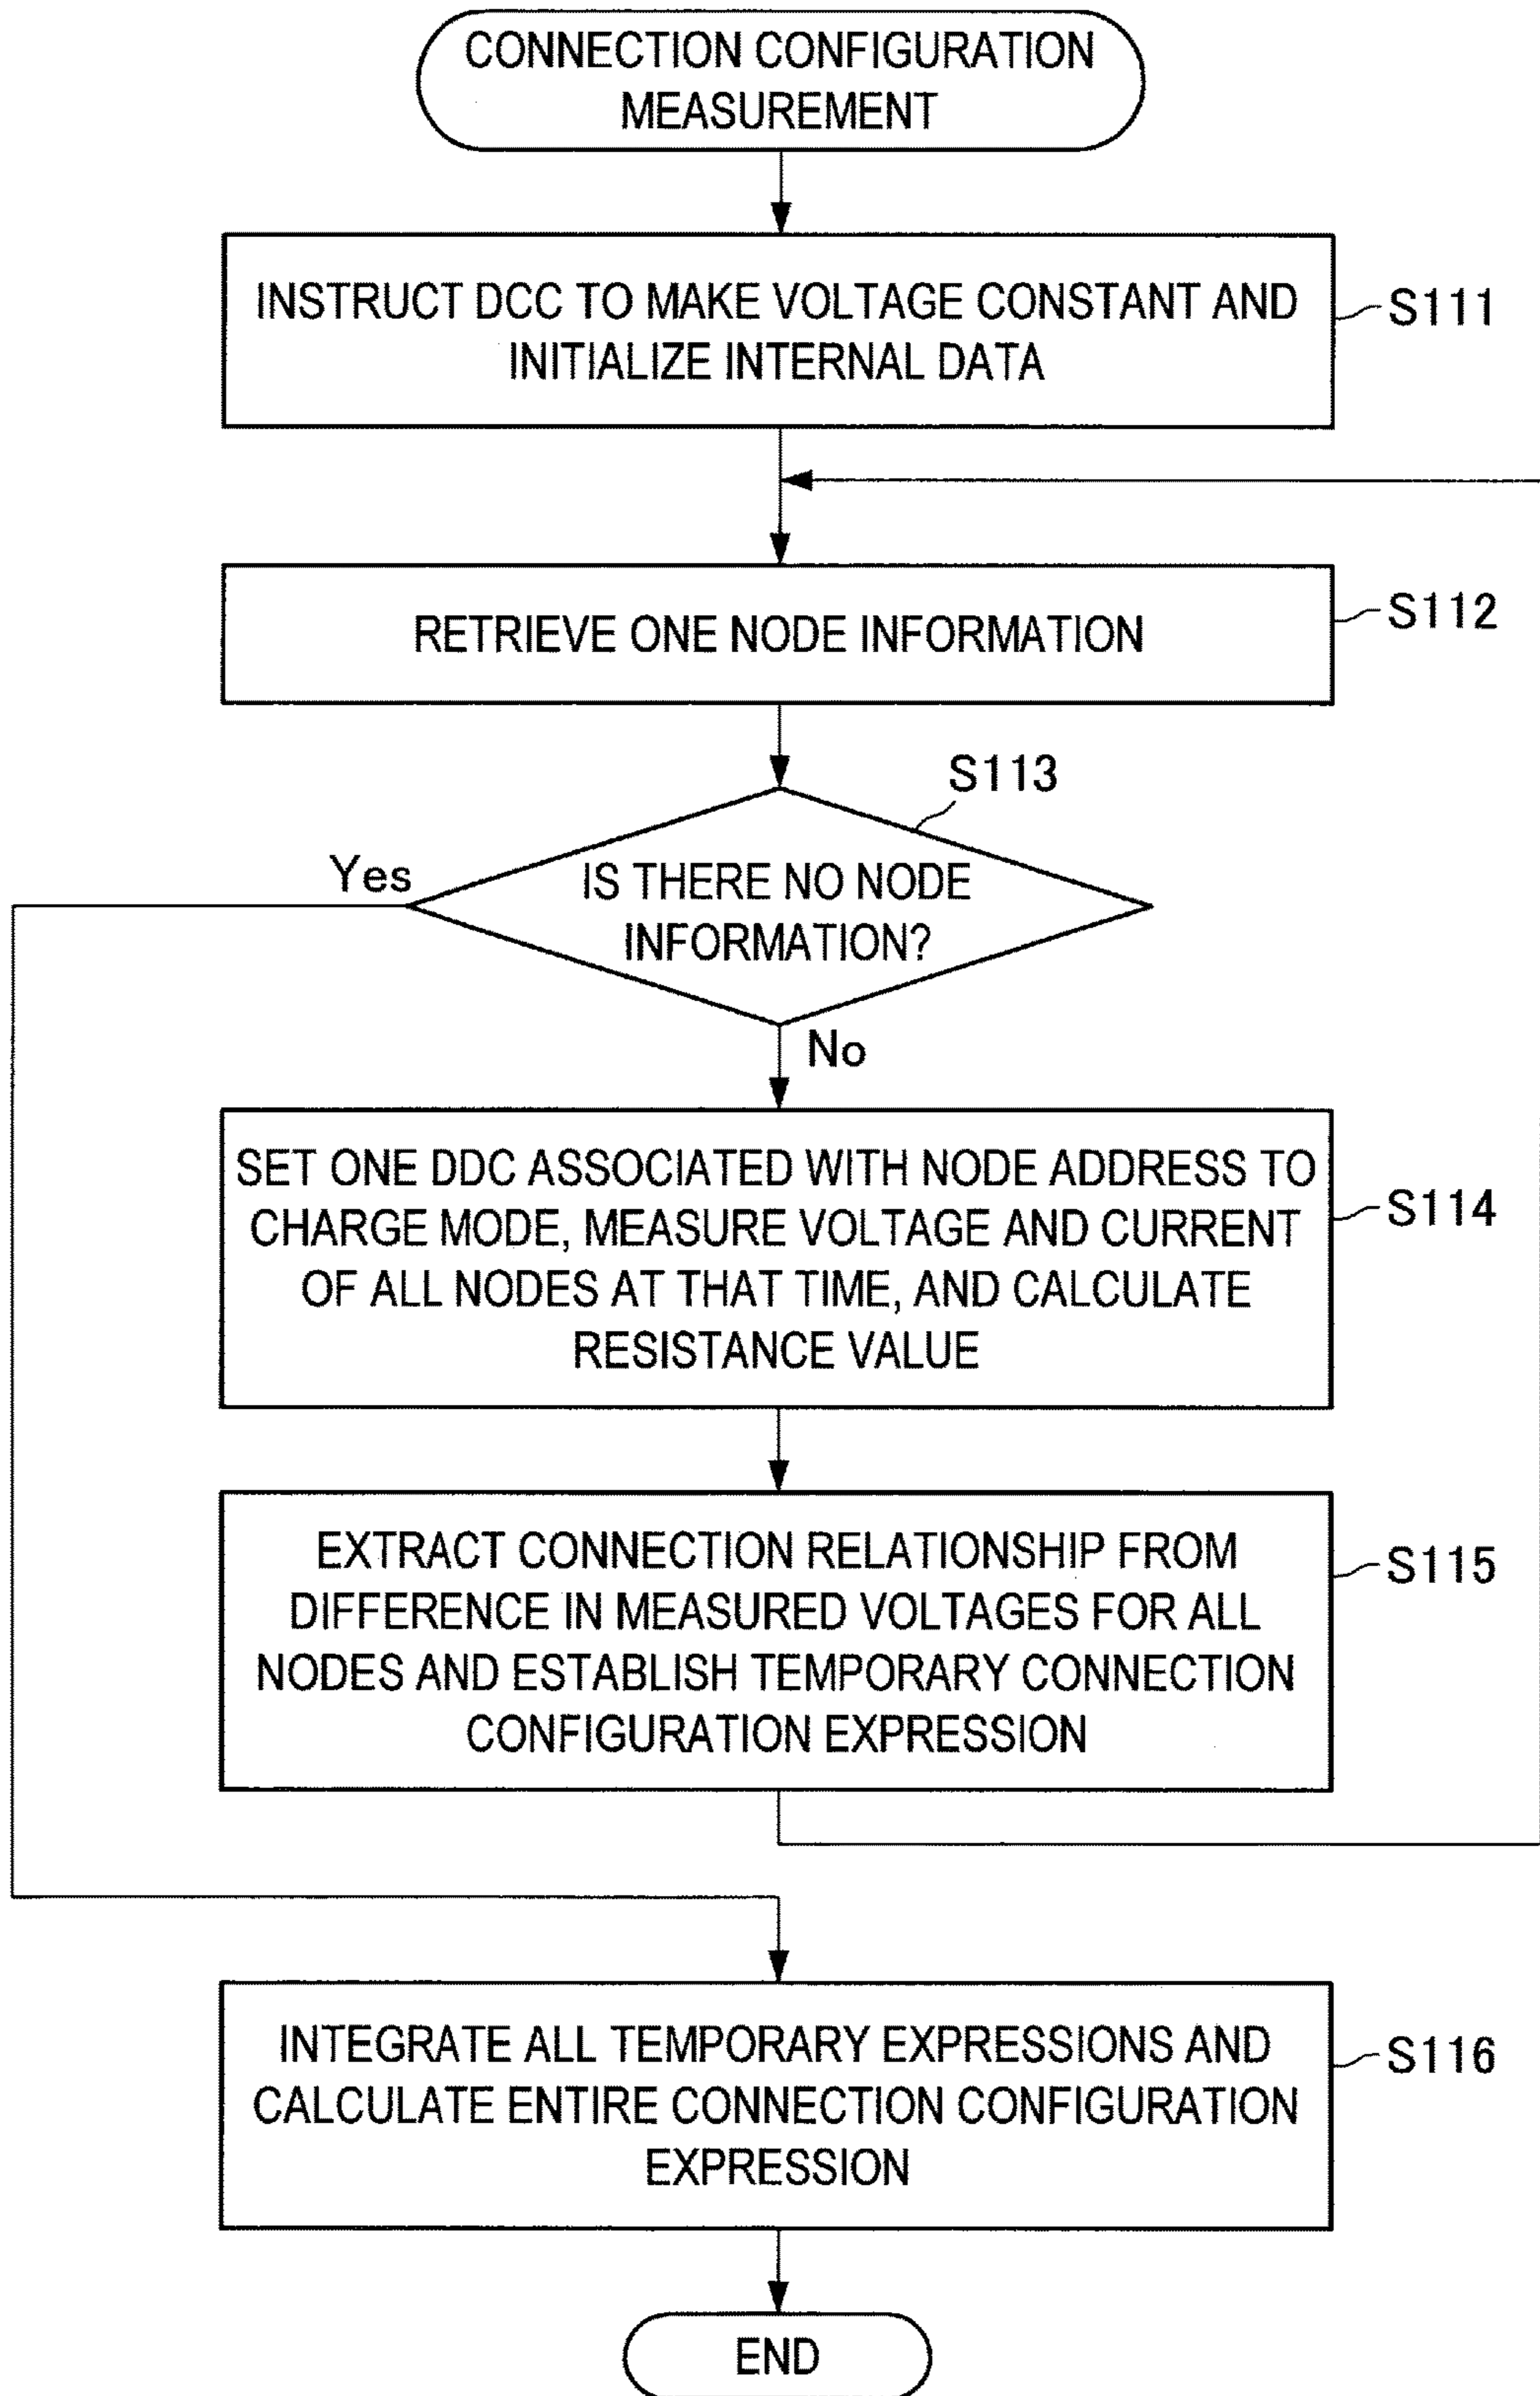 CONNECTION CONFIGURATION
MEASUREMENT
INSTRUCT DCC TO MAKE VOLTAGE CONSTANT AND
INITIALIZE INTERNAL DATA
S111
RETRIEVE ONE NODE INFORMATION
S112
S113
Yes
IS THERE NO NODE
INFORMATION?
No
SET ONE DDC ASSOCIATED WITH NODE ADDRESS TO
CHARGE MODE, MEASURE VOLTAGE AND CURRENT
OF ALL NODES AT THAT TIME, AND CALCULATE
RESISTANCE VALUE
S114
EXTRACT CONNECTION RELATIONSHIP FROM
DIFFERENCE IN MEASURED VOLTAGES FOR ALL
NODES AND ESTABLISH TEMPORARY CONNECTION
CONFIGURATION EXPRESSION
S115
INTEGRATE ALL TEMPORARY EXPRESSIONS AND
CALCULATE ENTIRE CONNECTION CONFIGURATION
EXPRESSION
S116
END